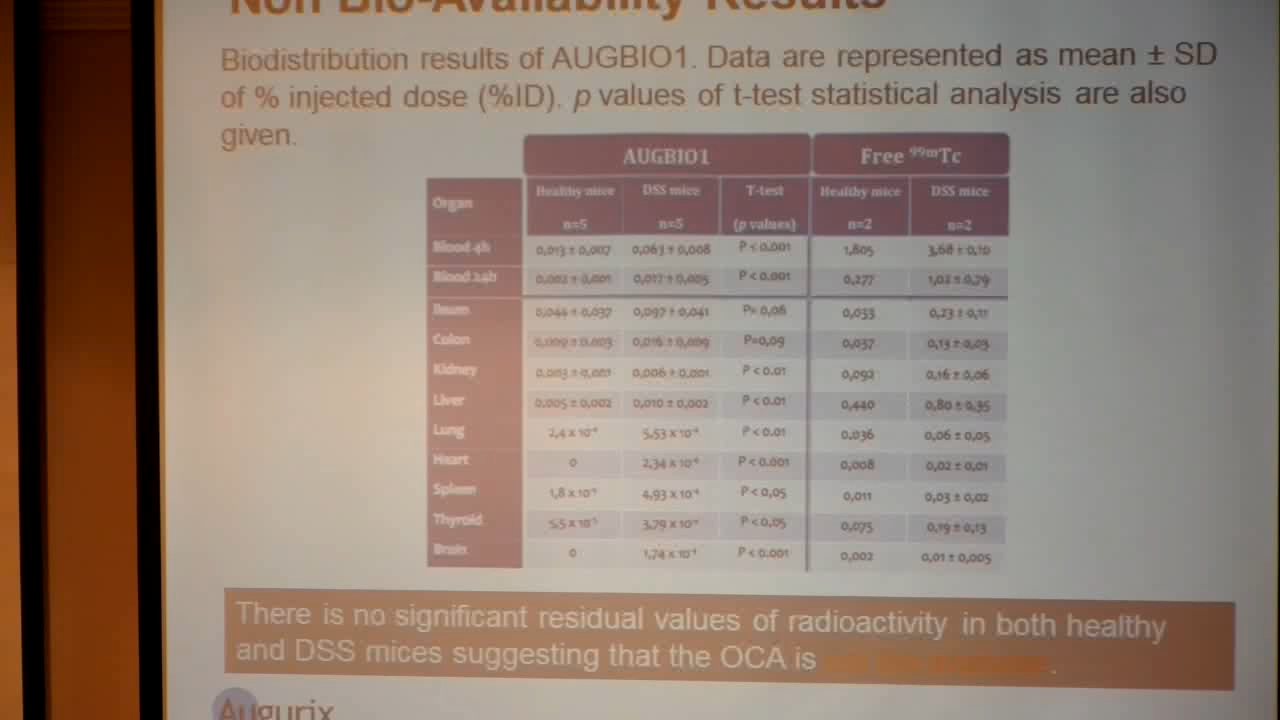 Non Bio-Availability Results
Biodistribution results of AUGBIO1. Data are represented as mean ± SD
of % injected dose (%ID). p values of t-test statistical analysis are also
given.
AUGBIO1 Free 99mTc
Organ Healthy mice n=5 DSS mice n=5 T-test (p values) Healthy mice n=2 DSS mice n=2
Blood 4h 0,013 ± 0,007 0,063 ± 0,008 P < 0.001 1,805 3,68 ± 0,10
Blood 24h 0,002 ± 0,001 0,017 ± 0,005 P < 0.001 0,277 1,02 ± 0,79
Ileum 0,044 ± 0,037 0,097 ± 0,041 P= 0,06 0,033 0,23 ± 0,11
Colon 0,009 ± 0,003 0,016 ± 0,009 P=0,09 0,037 0,13 ± 0,03
Kidney 0,003 ± 0,001 0,006 ± 0,001 P < 0.01 0,092 0,16 ± 0,06
Liver 0,005 ± 0,002 0,010 ± 0,002 P < 0.01 0,440 0,80 ± 0,35
Lung P < 0.01 0,036 0,06 ± 0,05
Heart 0 P < 0.001 0,008 0,02 ± 0,01
Spleen P < 0,05 0,011 0,03 ± 0,02
Thyroid P < 0,05 0,075 0,19 ± 0,13
Brain 0 P < 0.001 0,002 0,01 ± 0,005
There is no significant residual values of radioactivity in both healthy
and DSS mices suggesting that the OCA is
Augurix